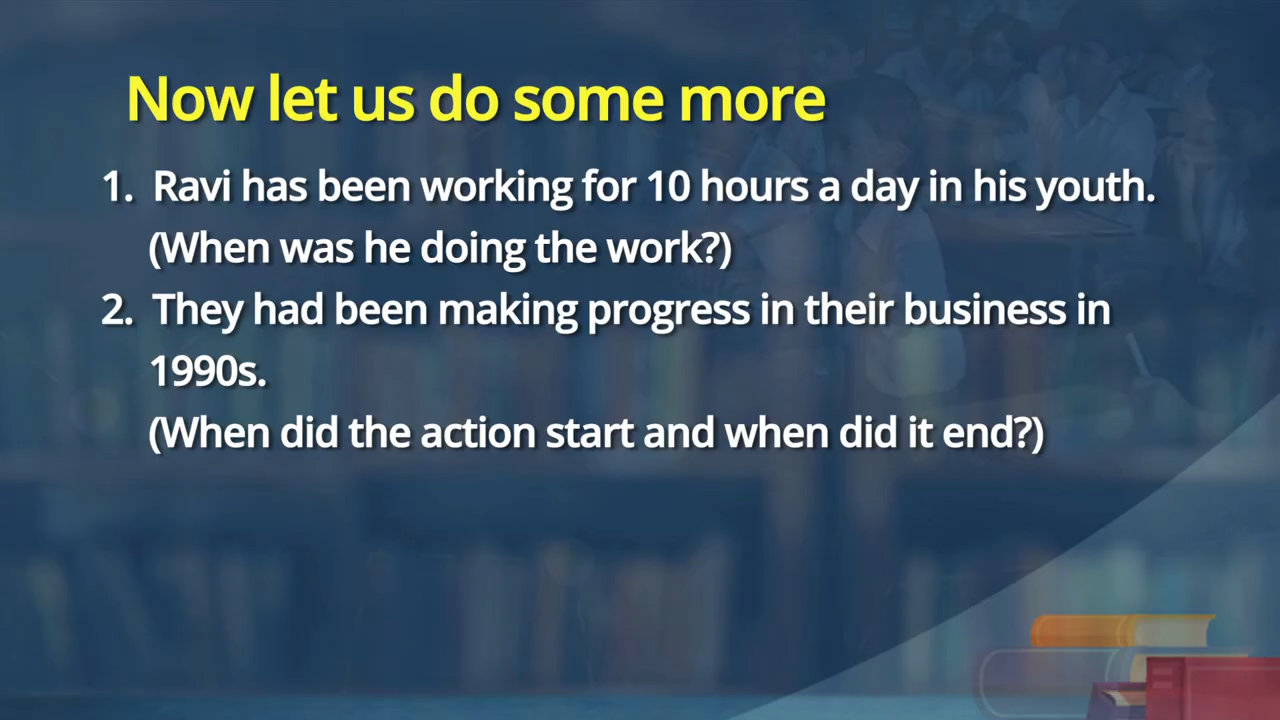 Now let us do some more
1. Ravi has been working for 10 hours a day in his youth.
(When was he doing the work?)
2. They had been making progress in their business in
1990s.
(When did the action start and when did it end?)